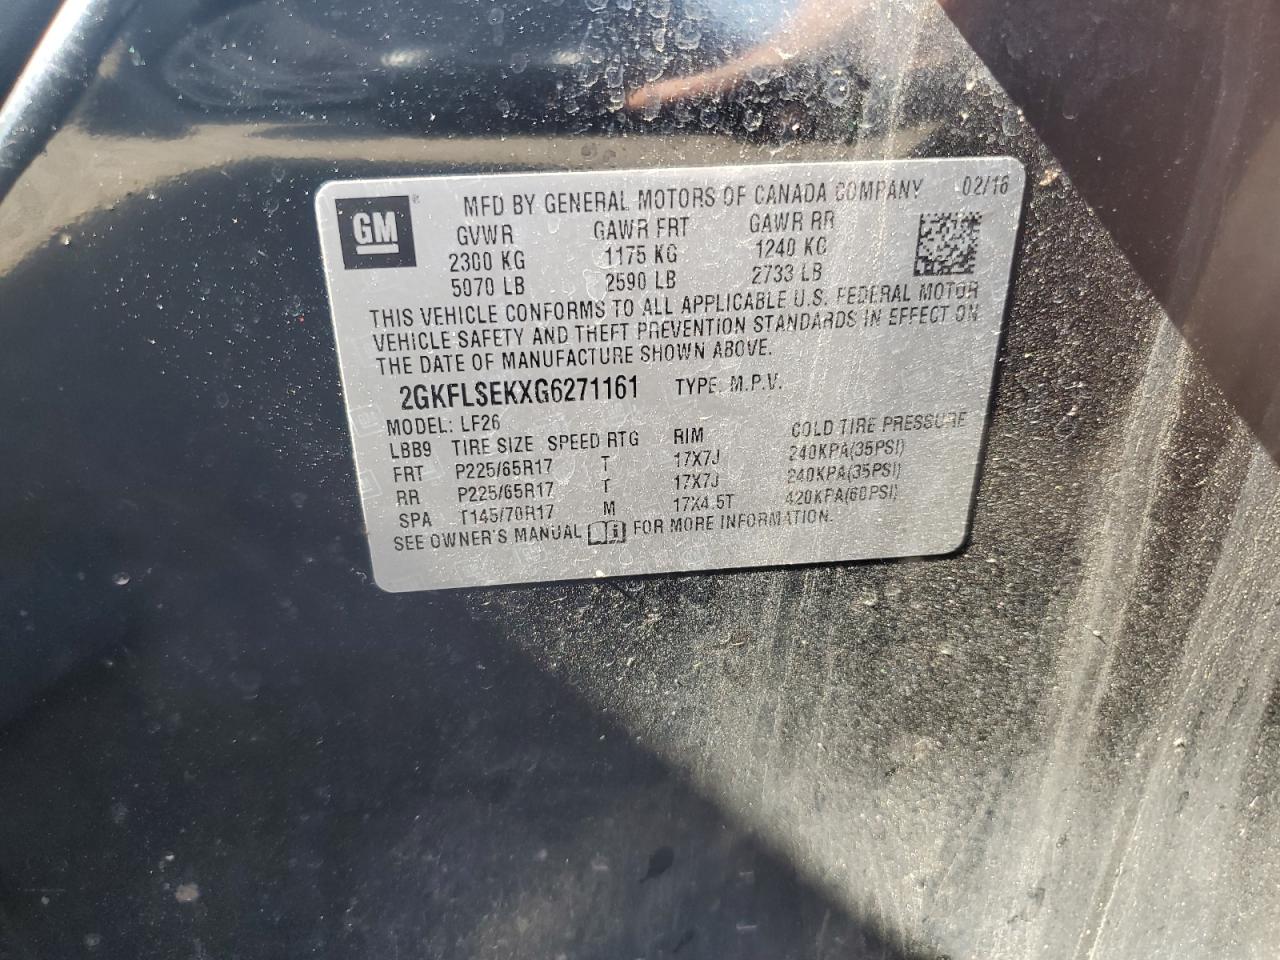 GM ® MFD BY GENERAL MOTORS OF CANADA COMPANY 02/16
GVWR GAWR FRT GAWR RR
2300 KG 1175 KG 1240 KG
5070 LB 2590 LB 2733 LB
THIS VEHICLE CONFORMS TO ALL APPLICABLE U.S. FEDERAL MOTOR
VEHICLE SAFETY AND THEFT PREVENTION STANDARDS IN EFFECT ON
THE DATE OF MANUFACTURE SHOWN ABOVE.
2GKFLSEKXG6271161 TYPE: M.P.V.
MODEL: LF26
LBB9 TIRE SIZE SPEED RTG RIM COLD TIRE PRESSURE
FRT P225/65R17 T 17X7J 240KPA(35PSI)
RR P225/65R17 T 17X7J 240KPA(35PSI)
SPA T145/70R17 M 17X4.5T 420KPA(60PSI)
SEE OWNER'S MANUAL i FOR MORE INFORMATION.